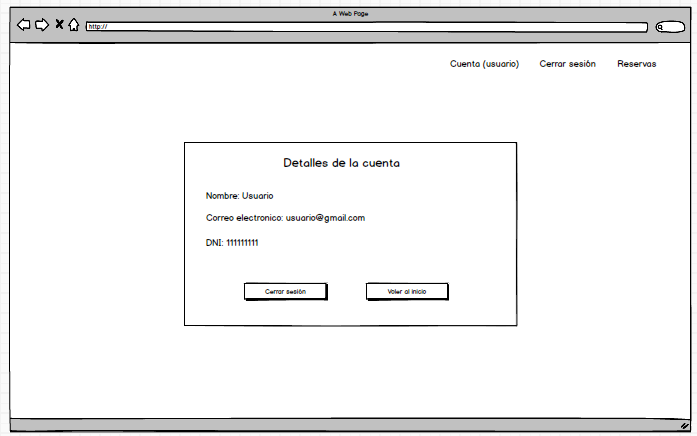 A Web Page
http://
Cuenta (usuario) Cerrar sesión Reservas
Detalles de la cuenta
Nombre: Usuario
Correo electronico: usuario@gmail.com
DNI: 111111111
Cerrar sesión Voler al inicio